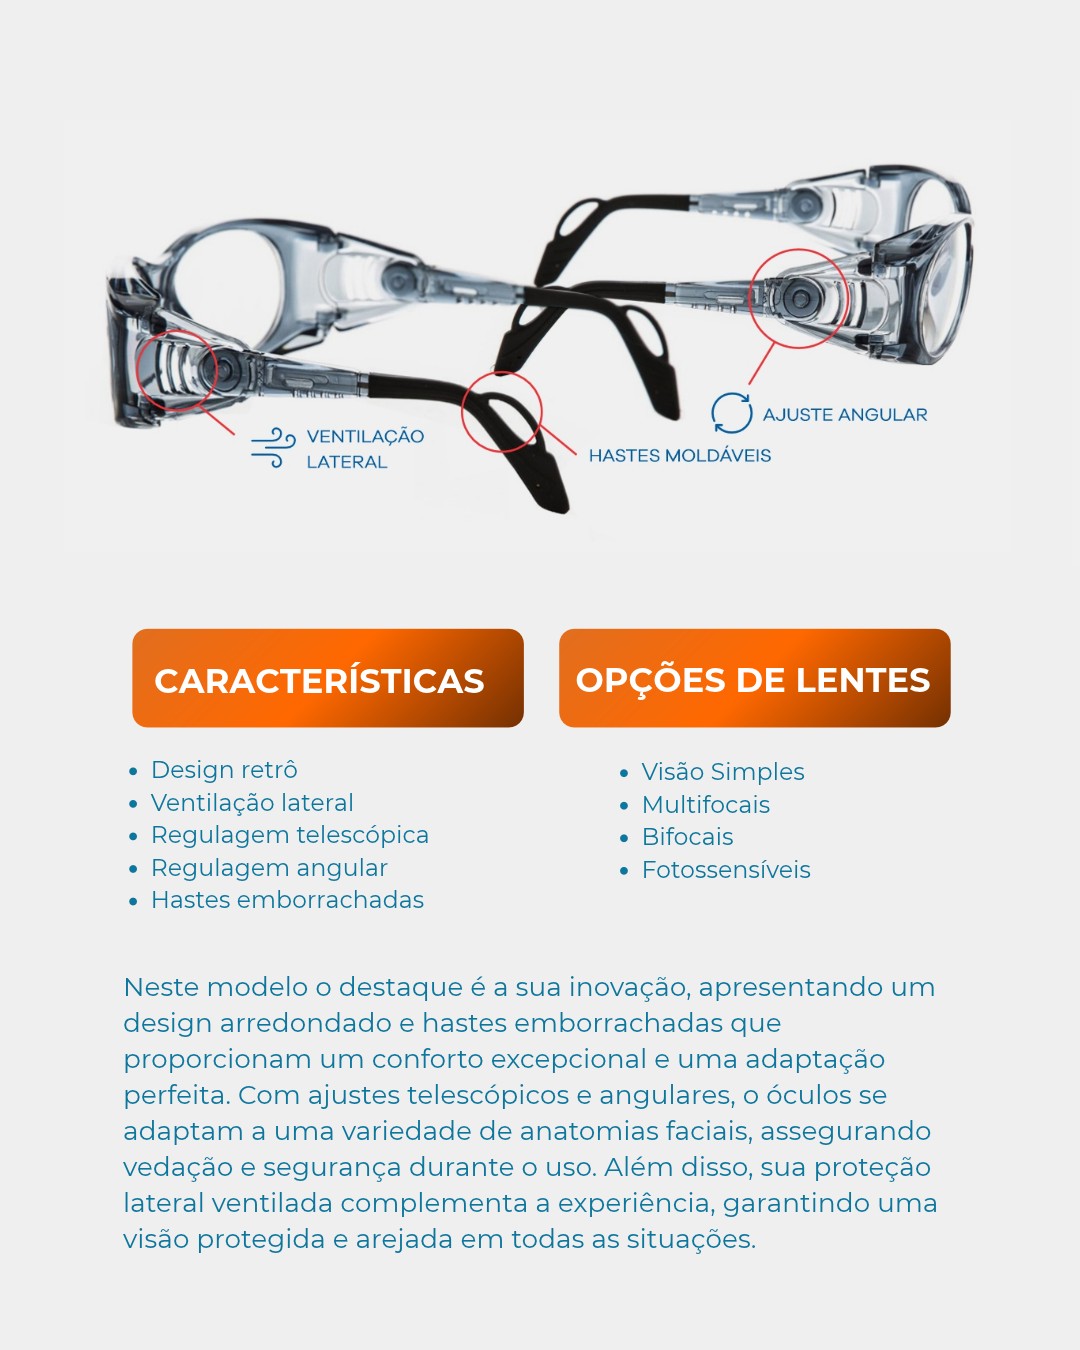 VENTILAÇÃO
LATERAL
HASTES MOLDÁVEIS
AJUSTE ANGULAR
CARACTERÍSTICAS
• Design retrô
• Ventilação lateral
• Regulagem telescópica
• Regulagem angular
• Hastes emborrachadas
OPÇÕES DE LENTES
• Visão Simples
• Multifocais
• Bifocais
• Fotossensíveis
Neste modelo o destaque é a sua inovação, apresentando um
design arredondado e hastes emborrachadas que
proporcionam um conforto excepcional e uma adaptação
perfeita. Com ajustes telescópicos e angulares, o óculos se
adaptam a uma variedade de anatomias faciais, assegurando
vedação e segurança durante o uso. Além disso, sua proteção
lateral ventilada complementa a experiência, garantindo uma
visão protegida e arejada em todas as situações.